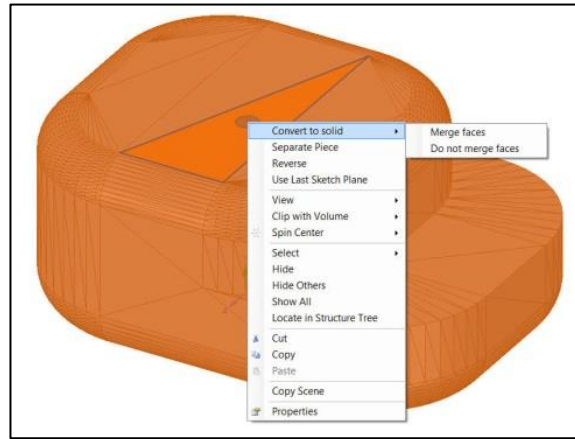 Convert to solid
Merge faces
Do not merge faces
Separate Piece
Reverse
Use Last Sketch Plane
View
Clip with Volume
Spin Center
Select
Hide
Hide Others
Show All
Locate in Structure Tree
Cut
Copy
Paste
Copy Scene
Properties